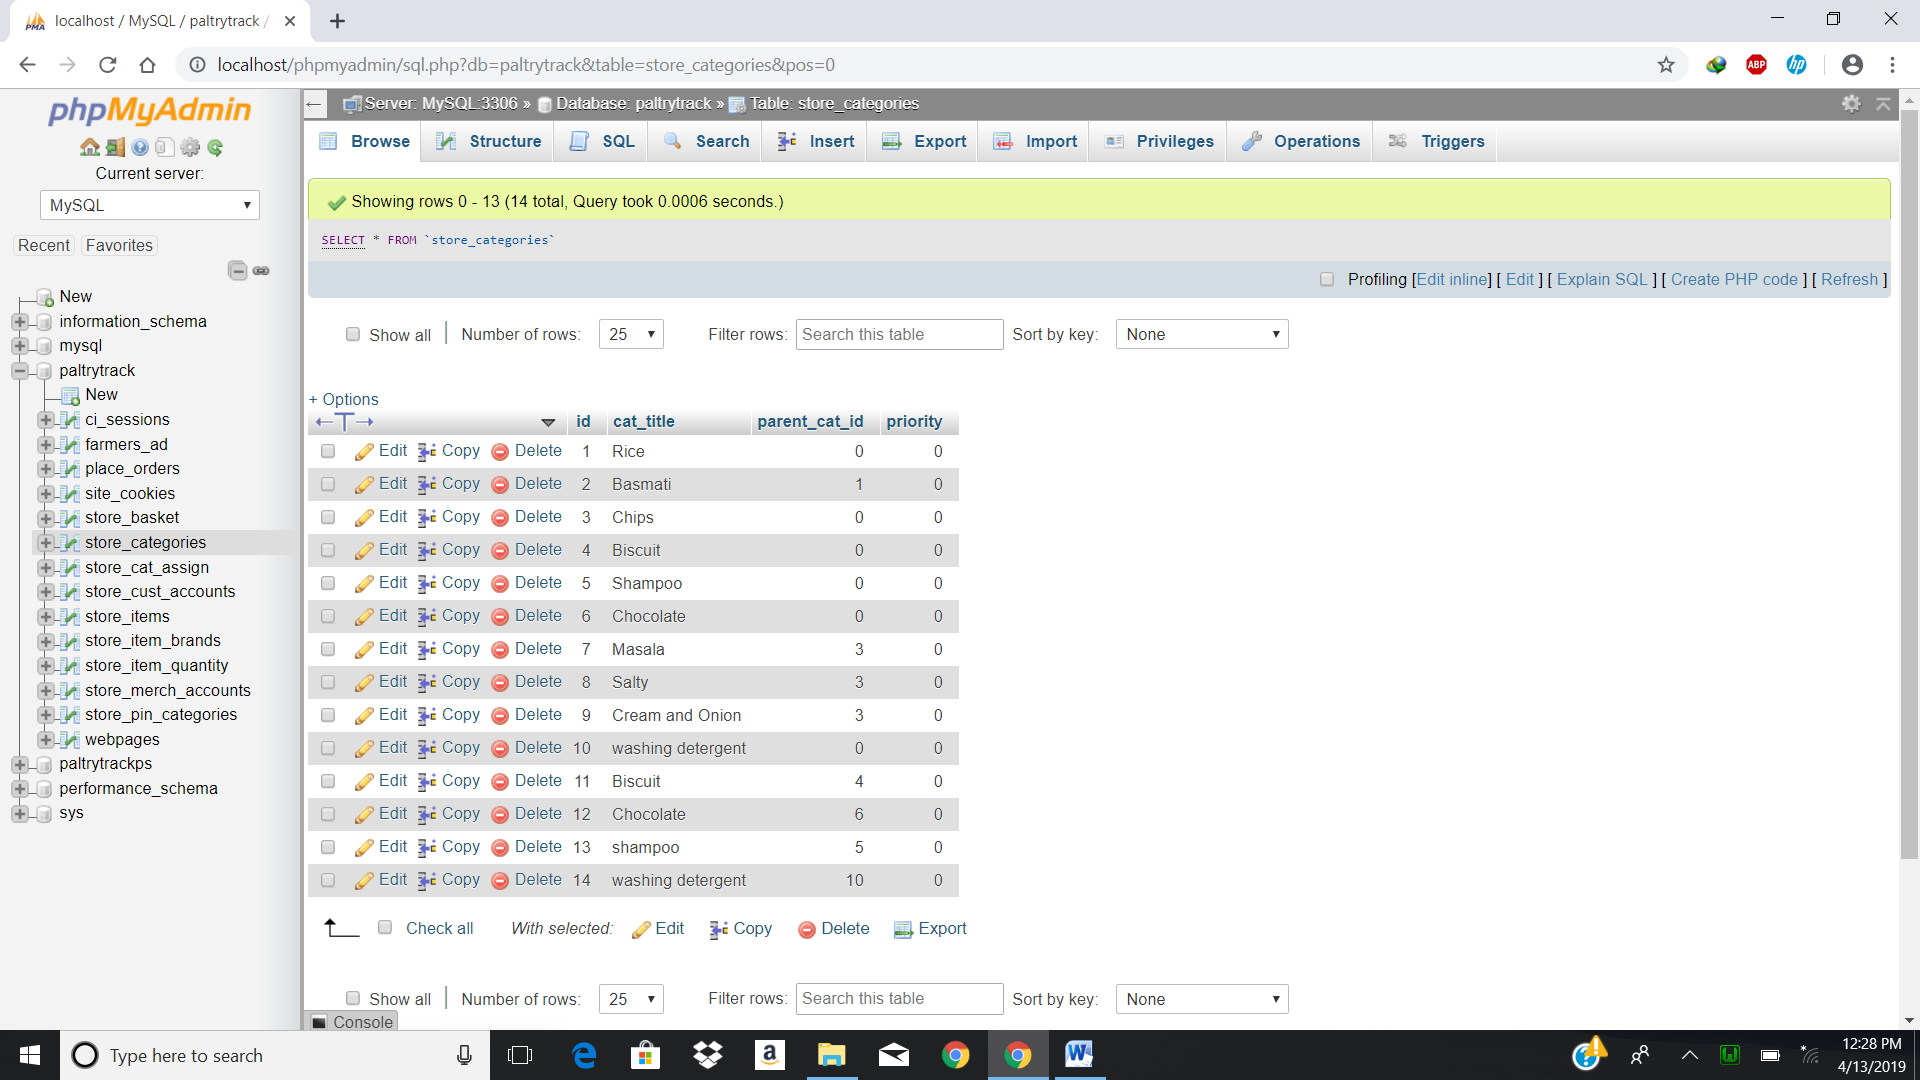 localhost / MySQL / paltrytrack /
localhost/phpmyadmin/sql.php?db=paltrytrack&table=store_categories&pos=0
ABP
hp
phpMyAdmin
Current server:
MySQL
Recent Favorites
New
information_schema
mysql
paltrytrack
New
ci_sessions
farmers_ad
place_orders
site_cookies
store_basket
store_categories
store_cat_assign
store_cust_accounts
store_items
store_item_brands
store_item_quantity
store_merch_accounts
store_pin_categories
webpages
paltrytrackps
performance_schema
sys
Server: MySQL:3306 » Database: paltrytrack » Table: store_categories
Browse Structure SQL Search Insert Export Import Privileges Operations Triggers
Showing rows 0 - 13 (14 total, Query took 0.0006 seconds.)
SELECT * FROM `store_categories`
Profiling [Edit inline] [ Edit ] [ Explain SQL ] [ Create PHP code ] [ Refresh ]
Show all | Number of rows: 25 Filter rows: Search this table Sort by key: None
+ Options
←T→ id cat_title parent_cat_id priority
Edit Copy Delete 1 Rice 0 0
Edit Copy Delete 2 Basmati 1 0
Edit Copy Delete 3 Chips 0 0
Edit Copy Delete 4 Biscuit 0 0
Edit Copy Delete 5 Shampoo 0 0
Edit Copy Delete 6 Chocolate 0 0
Edit Copy Delete 7 Masala 3 0
Edit Copy Delete 8 Salty 3 0
Edit Copy Delete 9 Cream and Onion 3 0
Edit Copy Delete 10 washing detergent 0 0
Edit Copy Delete 11 Biscuit 4 0
Edit Copy Delete 12 Chocolate 6 0
Edit Copy Delete 13 shampoo 5 0
Edit Copy Delete 14 washing detergent 10 0
Check all With selected: Edit Copy Delete Export
Show all | Number of rows: 25 Filter rows: Search this table Sort by key: None
Console
Type here to search
12:28 PM
4/13/2019